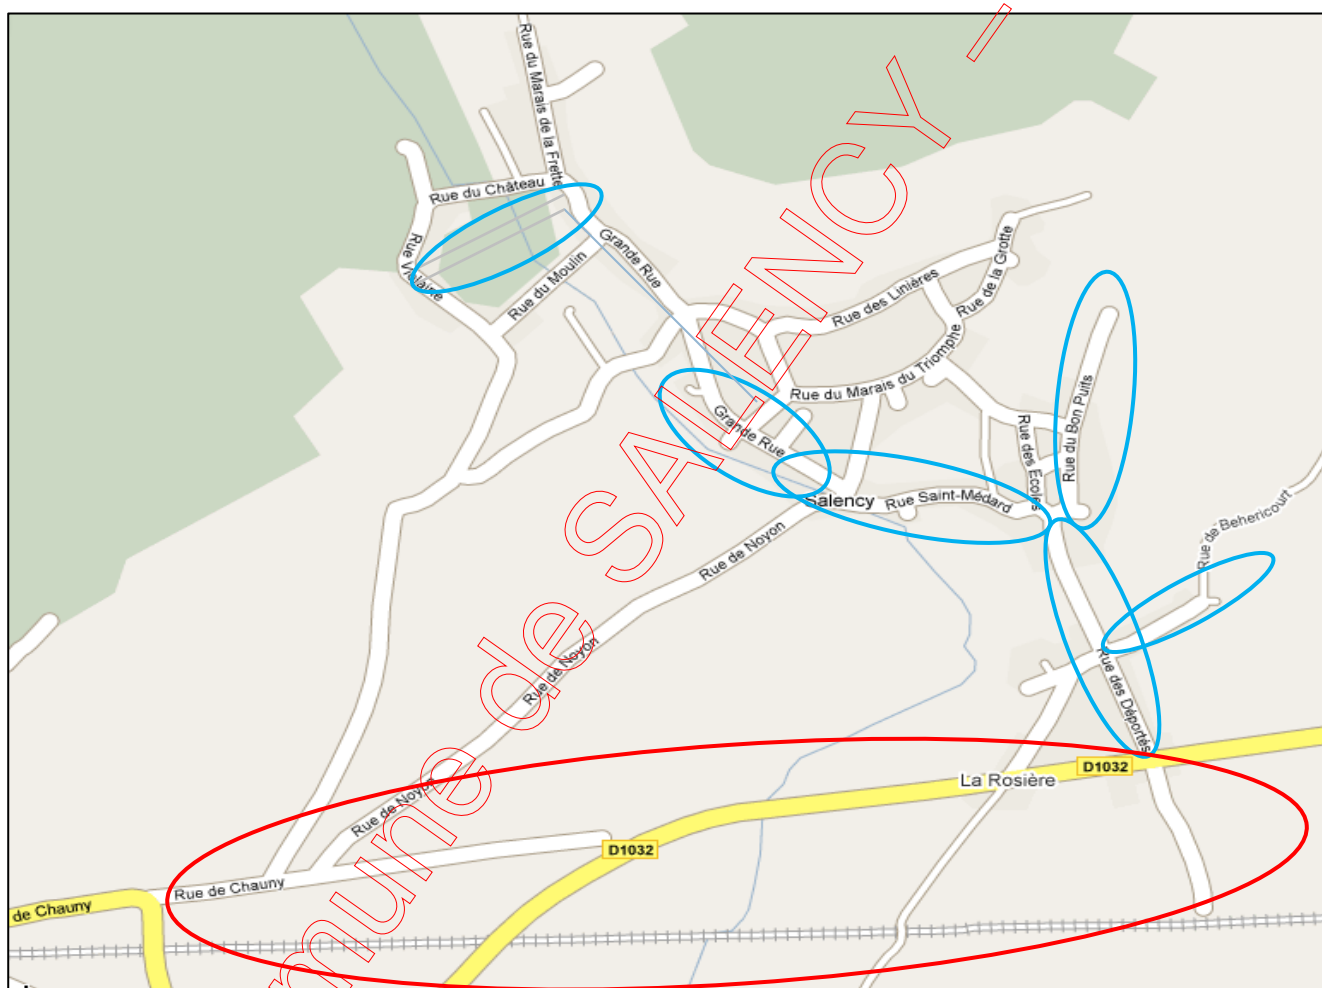 Rue du Marais de la Frette
Rue du Château
Rue Violaine
Rue du Moulin
Grande Rue
Rue des Linières
Rue de la Grotte
Rue du Marais du Triomphe
Grande Rue
Rue des Ecoles
Rue du Bon Puits
Salency
Rue Saint-Médard
Rue de Behericourt
Rue de Noyon
Rue de Noyon
Rue de Noyon
Rue des Déportés
La Rosière
D1032
D1032
Rue de Chauny
de Chauny
mune de SALENCY –